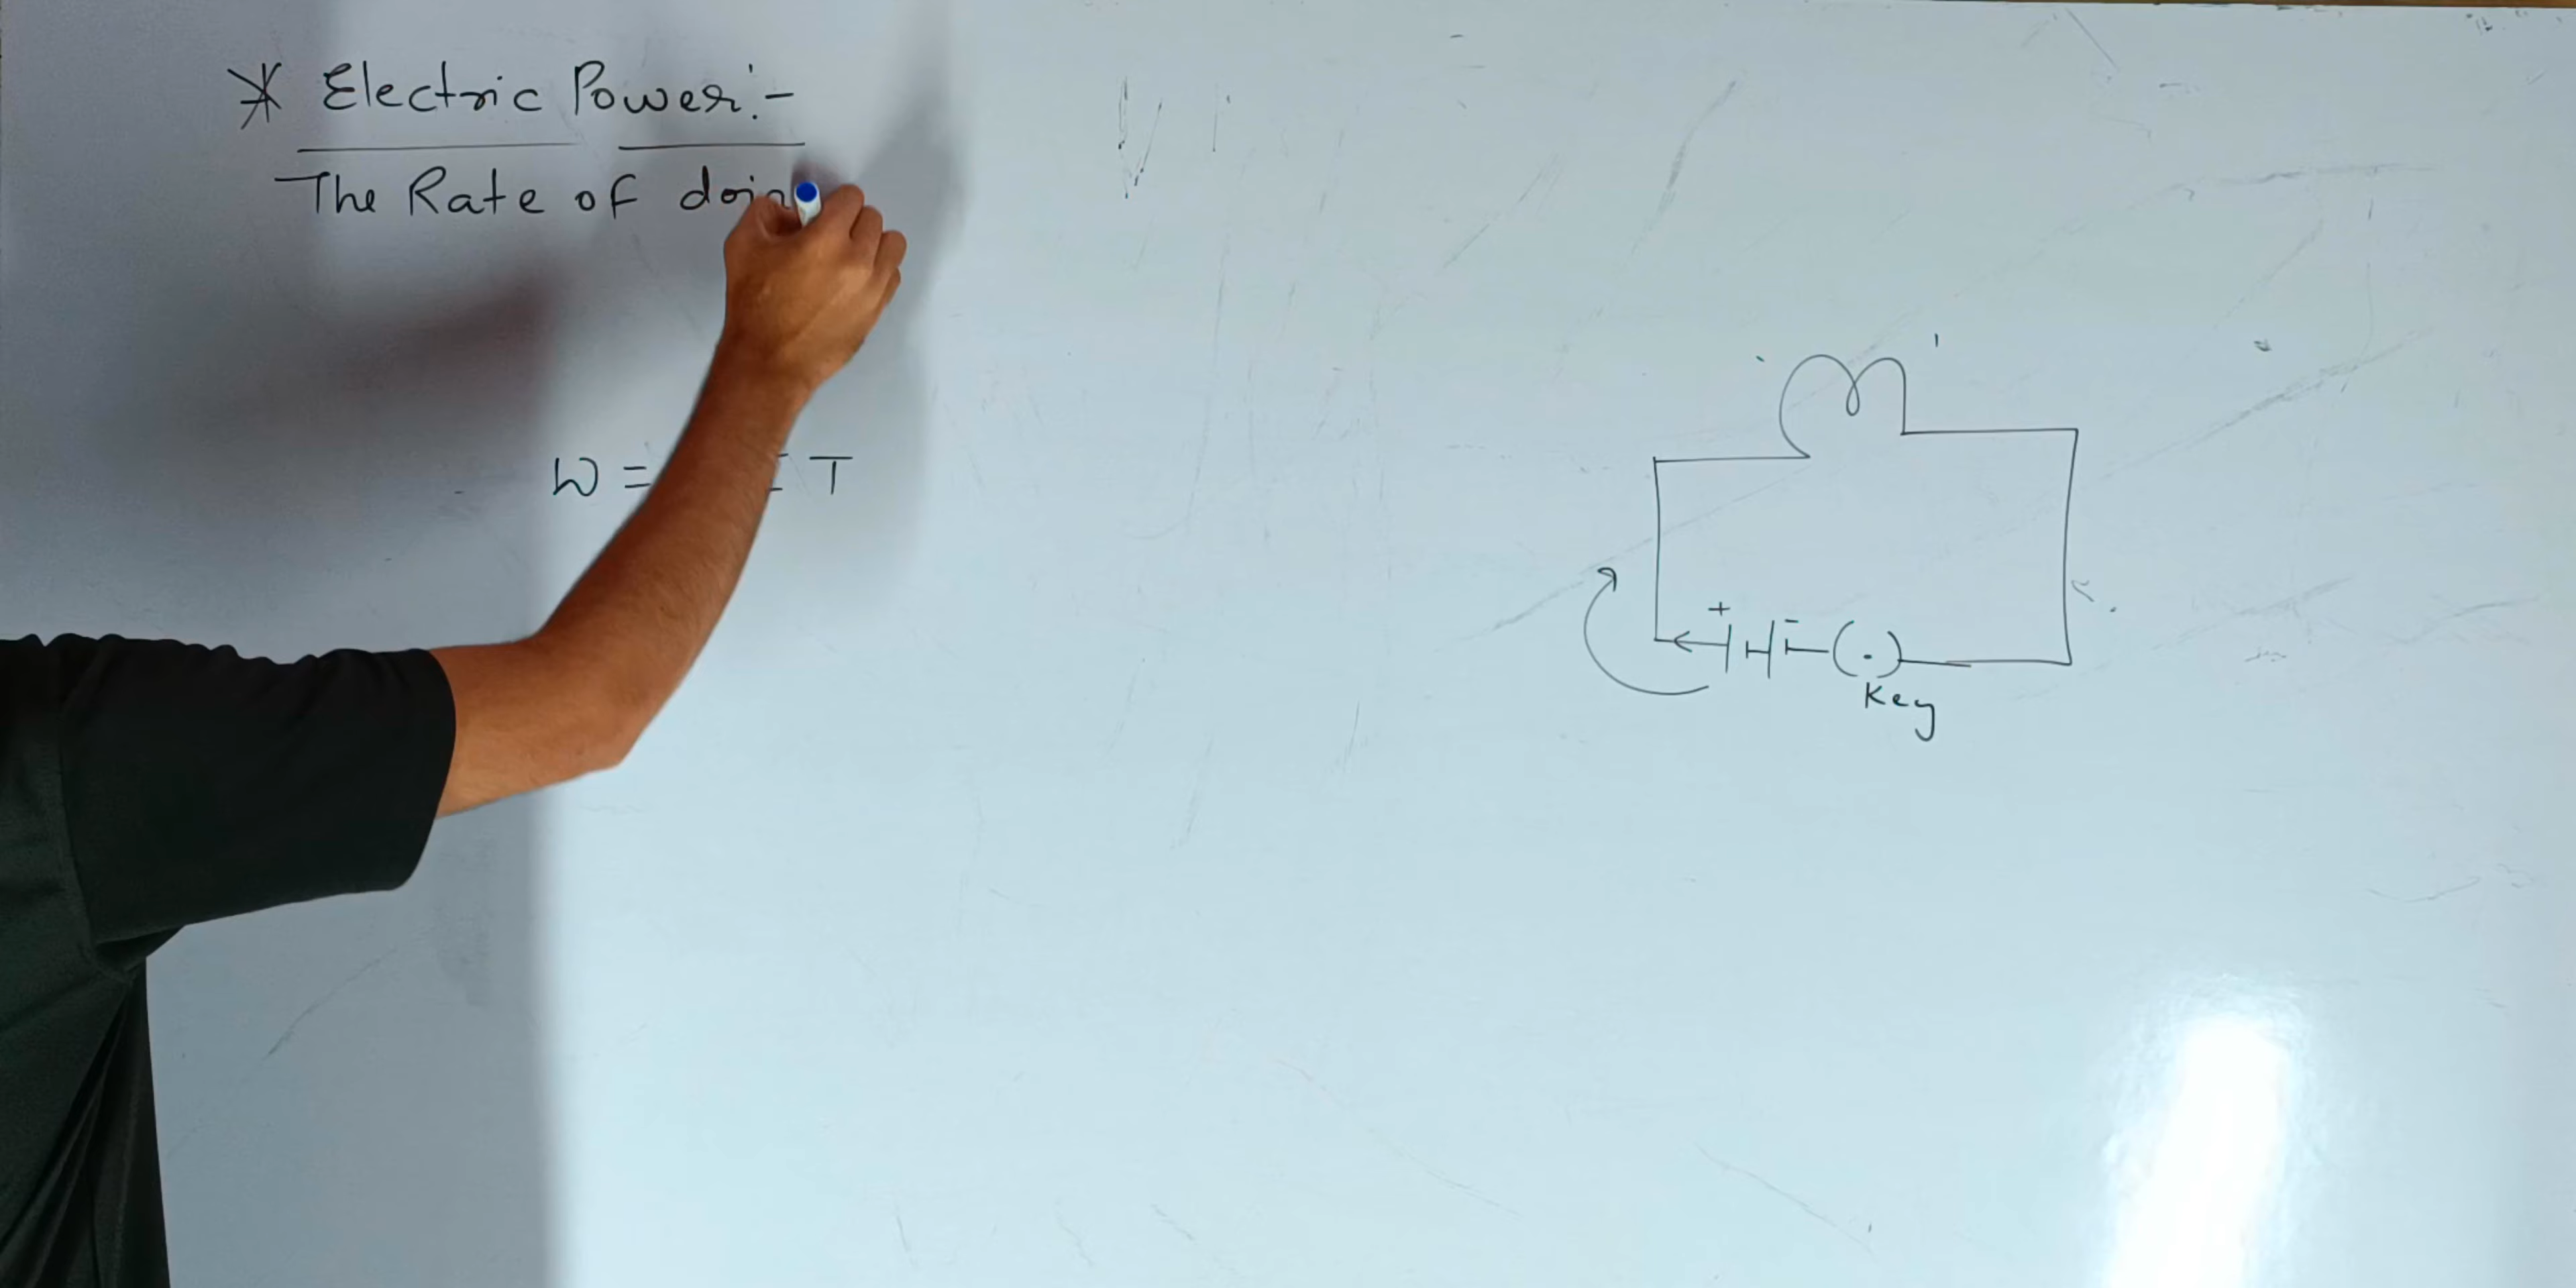 * Electric Power:-
The Rate of doin
W = I T
+ -
Key